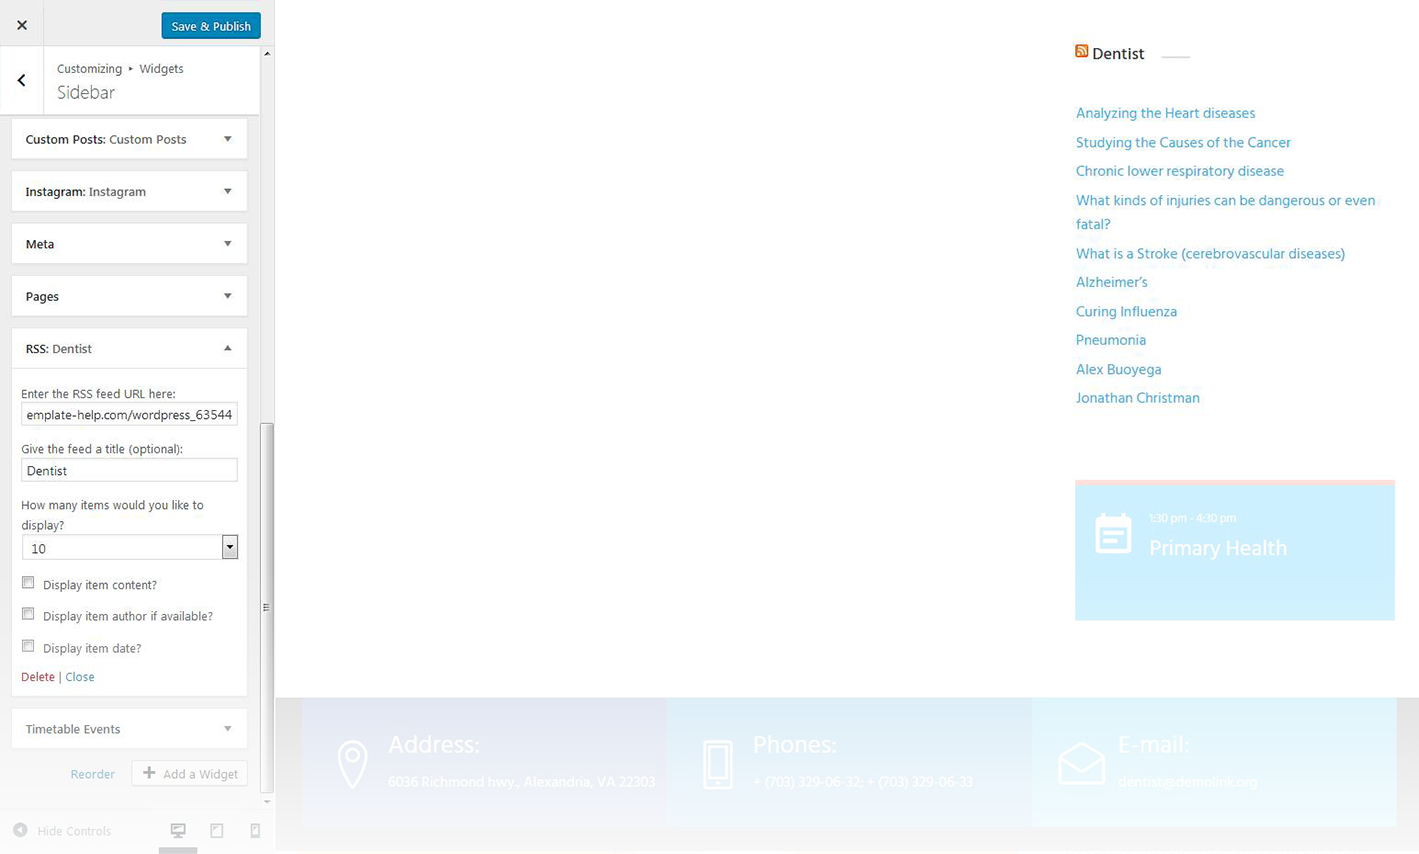 Save & Publish
Customizing ▸ Widgets
Sidebar
Custom Posts: Custom Posts
Instagram: Instagram
Meta
Pages
RSS: Dentist
Enter the RSS feed URL here:
emplate-help.com/wordpress_63544
Give the feed a title (optional):
Dentist
How many items would you like to
display?
10
Display item content?
Display item author if available?
Display item date?
Delete | Close
Timetable Events
Reorder
Add a Widget
Hide Controls
Dentist
Analyzing the Heart diseases
Studying the Causes of the Cancer
Chronic lower respiratory disease
What kinds of injuries can be dangerous or even
fatal?
What is a Stroke (cerebrovascular diseases)
Alzheimer’s
Curing Influenza
Pneumonia
Alex Buoyega
Jonathan Christman
1:30 pm - 4:30 pm
Primary Health
Address:
6036 Richmond hwy., Alexandria, VA 22303
Phones:
+ (703) 329-06-32; + (703) 329-06-33
E-mail:
dentist@demolink.org